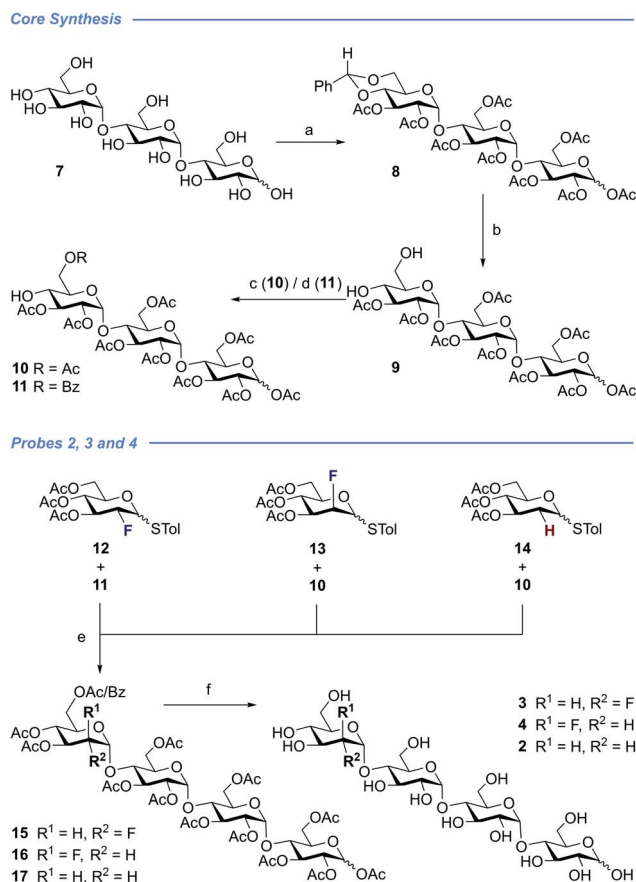 Core Synthesis
OH
HO
HO
HO
O
O
OH
O
HO
HO
O
OH
O
HO
HO
OH
7
a
H
Ph
O
O
O
AcO
AcO
O
OAc
O
AcO
AcO
O
OAc
O
AcO
AcO
OAc
8
b
OR
HO
O
AcO
AcO
O
OAc
O
AcO
AcO
O
OAc
O
AcO
AcO
OAc
10 R = Ac
11 R = Bz
c (10) / d (11)
OH
HO
O
AcO
AcO
O
OAc
O
AcO
AcO
O
OAc
O
AcO
AcO
OAc
9
Probes 2, 3 and 4
AcO
AcO
AcO
O
F
STol
12
+
11
AcO
AcO
AcO
F
O
STol
13
+
10
AcO
AcO
AcO
O
H
STol
14
+
10
e
OAc/Bz
R1
AcO
AcO
O
R2
O
OAc
O
AcO
AcO
O
OAc
O
AcO
AcO
O
OAc
O
AcO
AcO
OAc
15 R1 = H, R2 = F
16 R1 = F, R2 = H
17 R1 = H, R2 = H
f
OH
R1
HO
HO
O
R2
O
OH
O
HO
OH
O
OH
O
HO
OH
O
OH
O
HO
OH
OH
3 R1 = H, R2 = F
4 R1 = F, R2 = H
2 R1 = H, R2 = H